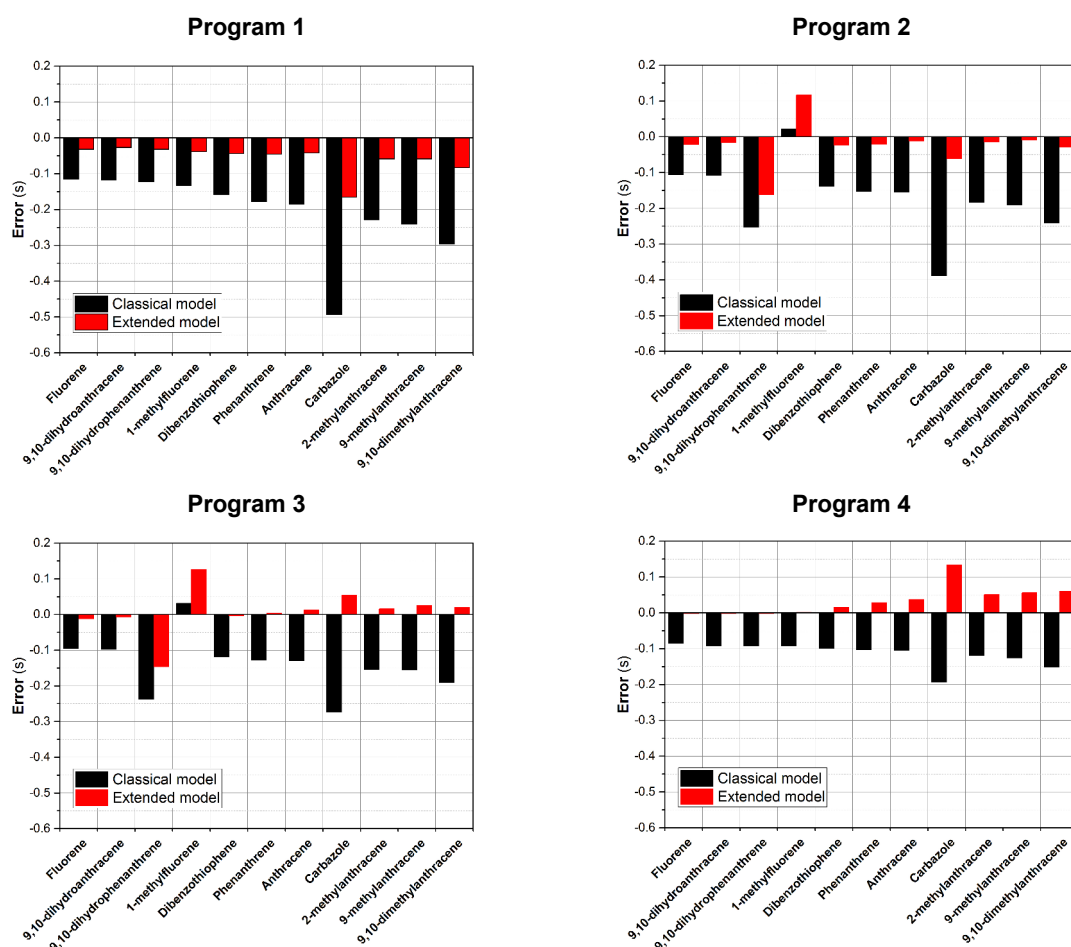 Program 1
0.2
0.1
0.0
-0.1
-0.2
-0.3
-0.4
-0.5
-0.6
Error (s)
Classical model
Extended model
Fluorene
9,10-dihydroanthracene
9,10-dihydrophenanthrene
1-methylfluorene
Dibenzothiophene
Phenanthrene
Anthracene
Carbazole
2-methylanthracene
9-methylanthracene
9,10-dimethylanthracene
Program 2
0.2
0.1
0.0
-0.1
-0.2
-0.3
-0.4
-0.5
-0.6
Error (s)
Classical model
Extended model
Fluorene
9,10-dihydroanthracene
9,10-dihydrophenanthrene
1-methylfluorene
Dibenzothiophene
Phenanthrene
Anthracene
Carbazole
2-methylanthracene
9-methylanthracene
9,10-dimethylanthracene
Program 3
0.2
0.1
0.0
-0.1
-0.2
-0.3
-0.4
-0.5
-0.6
Error (s)
Classical model
Extended model
Fluorene
9,10-dihydroanthracene
9,10-dihydrophenanthrene
1-methylfluorene
Dibenzothiophene
Phenanthrene
Anthracene
Carbazole
2-methylanthracene
9-methylanthracene
9,10-dimethylanthracene
Program 4
0.2
0.1
0.0
-0.1
-0.2
-0.3
-0.4
-0.5
-0.6
Error (s)
Classical model
Extended model
Fluorene
9,10-dihydroanthracene
9,10-dihydrophenanthrene
1-methylfluorene
Dibenzothiophene
Phenanthrene
Anthracene
Carbazole
2-methylanthracene
9-methylanthracene
9,10-dimethylanthracene